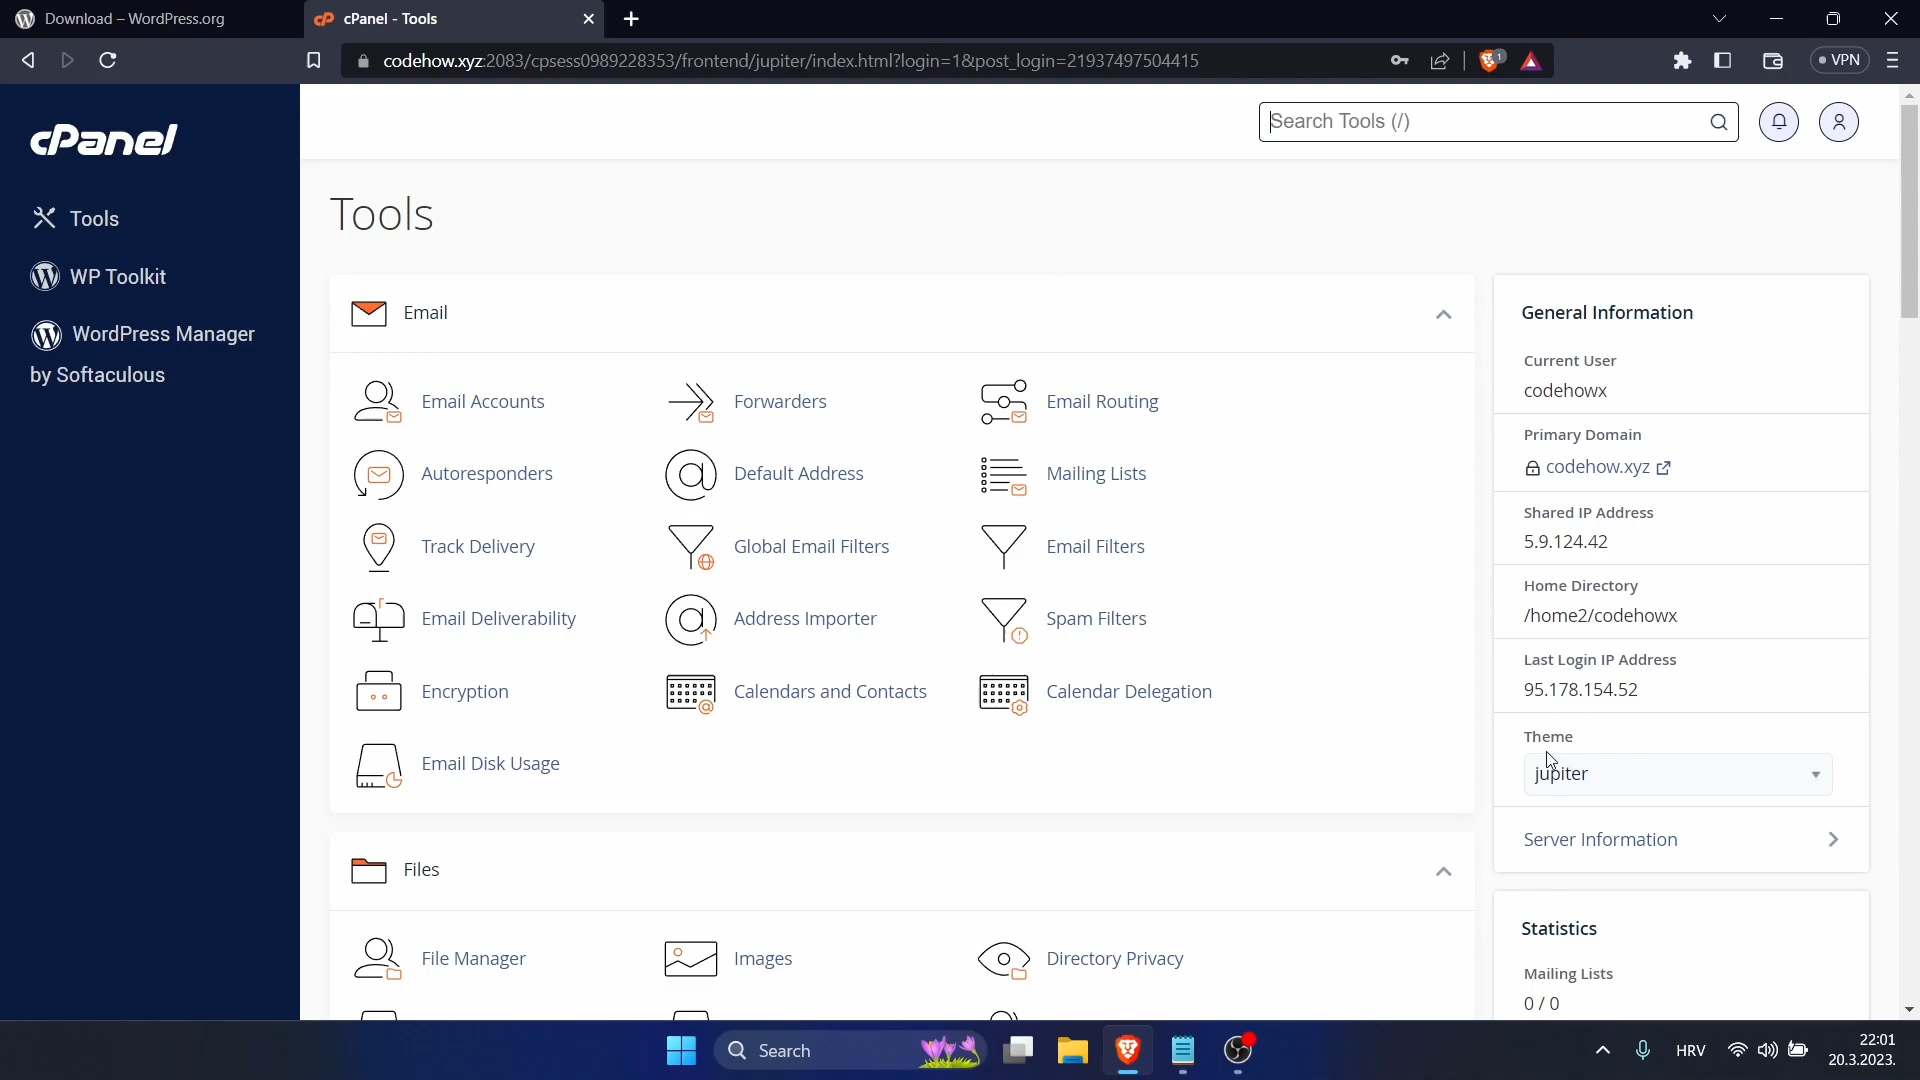 Download – WordPress.org
cPanel - Tools
codehow.xyz:2083/cpsess0989228353/frontend/jupiter/index.html?login=1&post_login=21937497504415
1
VPN
cPanel
Search Tools (/)
Tools
WP Toolkit
WordPress Manager
by Softaculous
Tools
Email
Email Accounts
Forwarders
Email Routing
Autoresponders
Default Address
Mailing Lists
Track Delivery
Global Email Filters
Email Filters
Email Deliverability
Address Importer
Spam Filters
Encryption
Calendars and Contacts
Calendar Delegation
Email Disk Usage
Files
File Manager
Images
Directory Privacy
General Information
Current User
codehowx
Primary Domain
codehow.xyz
Shared IP Address
5.9.124.42
Home Directory
/home2/codehowx
Last Login IP Address
95.178.154.52
Theme
jupiter
Server Information
Statistics
Mailing Lists
0 / 0
Search
HRV
22:01
20.3.2023.